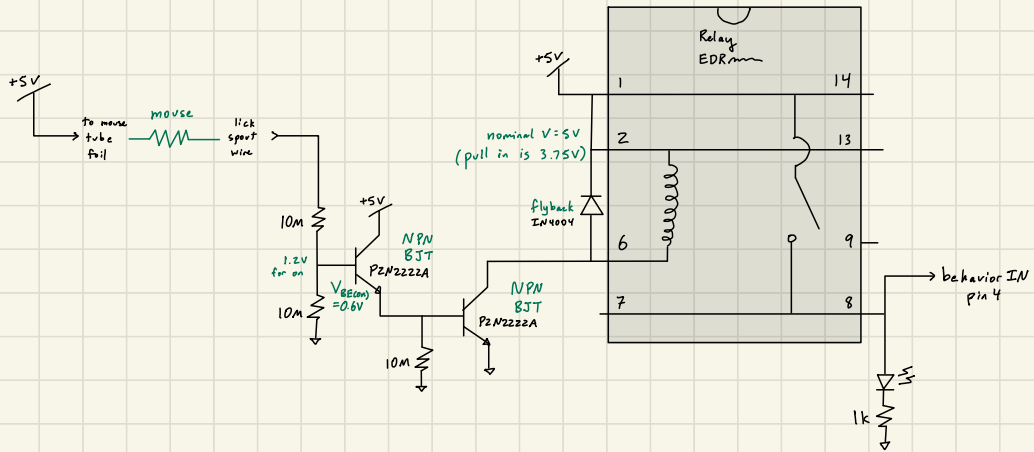 +5V
to mouse
tube
foil
mouse
lick
spout
wire
10M
1.2V
for on
10M
+5V
NPN
BJT
P2N2222A
VBE(on)
=0.6V
10M
NPN
BJT
P2N2222A
+5V
nominal V=5V
(pull in is 3.75V)
flyback
IN4004
Relay
EDR
1
14
2
13
6
9
7
8
behavior IN
pin 4
1k